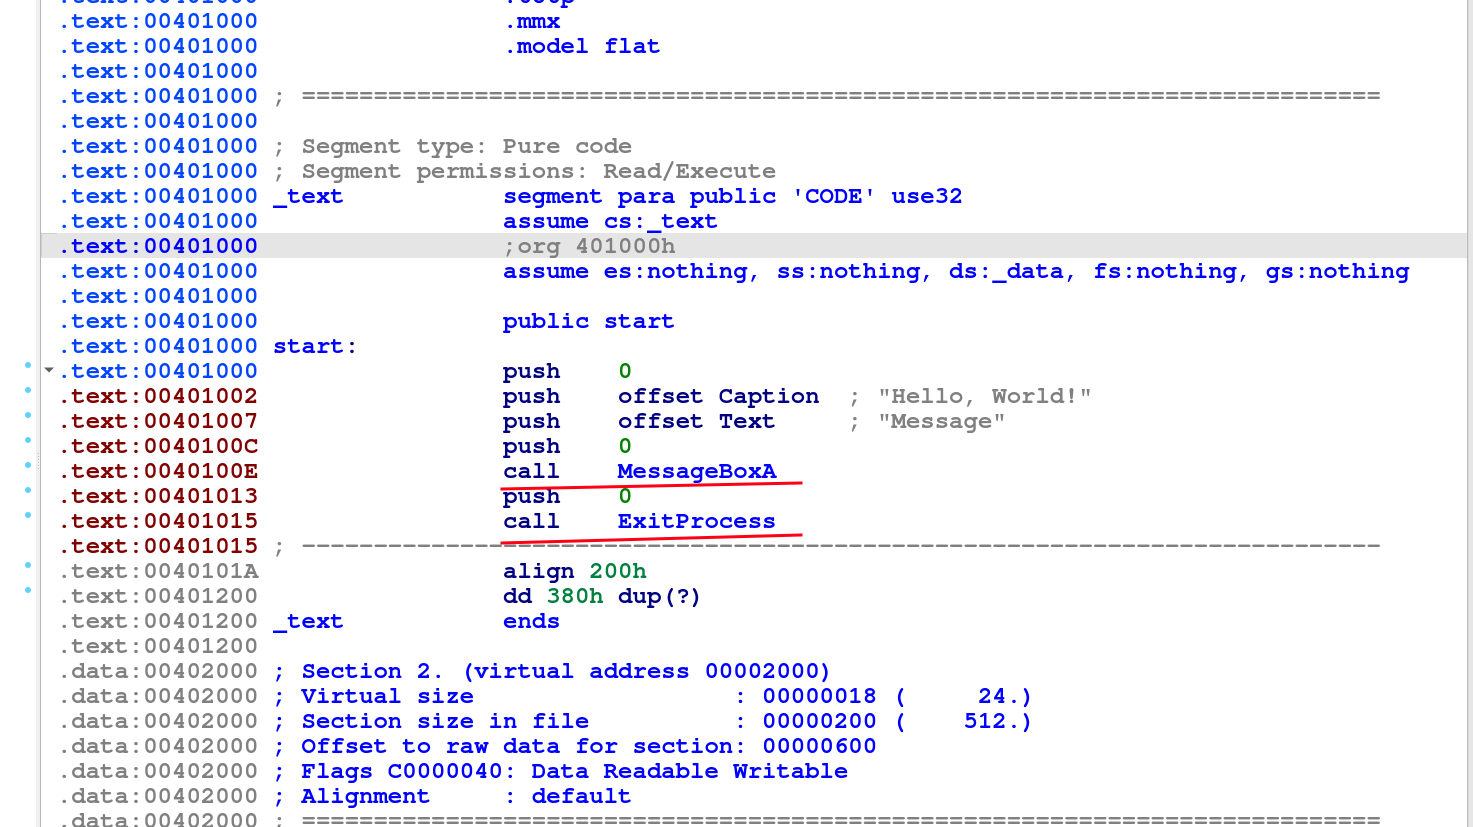 .text:00401000 .mmx
.text:00401000 .model flat
.text:00401000
.text:00401000 ; ===========================================================================
.text:00401000
.text:00401000 ; Segment type: Pure code
.text:00401000 ; Segment permissions: Read/Execute
.text:00401000 _text segment para public 'CODE' use32
.text:00401000 assume cs:_text
.text:00401000 ;org 401000h
.text:00401000 assume es:nothing, ss:nothing, ds:_data, fs:nothing, gs:nothing
.text:00401000
.text:00401000 public start
.text:00401000 start:
.text:00401000 push 0
.text:00401002 push offset Caption ; "Hello, World!"
.text:00401007 push offset Text ; "Message"
.text:0040100C push 0
.text:0040100E call MessageBoxA
.text:00401013 push 0
.text:00401015 call ExitProcess
.text:00401015 ; ---------------------------------------------------------------------------
.text:0040101A align 200h
.text:00401200 dd 380h dup(?)
.text:00401200 _text ends
.text:00401200
.data:00402000 ; Section 2. (virtual address 00002000)
.data:00402000 ; Virtual size : 00000018 ( 24.)
.data:00402000 ; Section size in file : 00000200 ( 512.)
.data:00402000 ; Offset to raw data for section: 00000600
.data:00402000 ; Flags C0000040: Data Readable Writable
.data:00402000 ; Alignment : default
.data:00402000 ; ===========================================================================